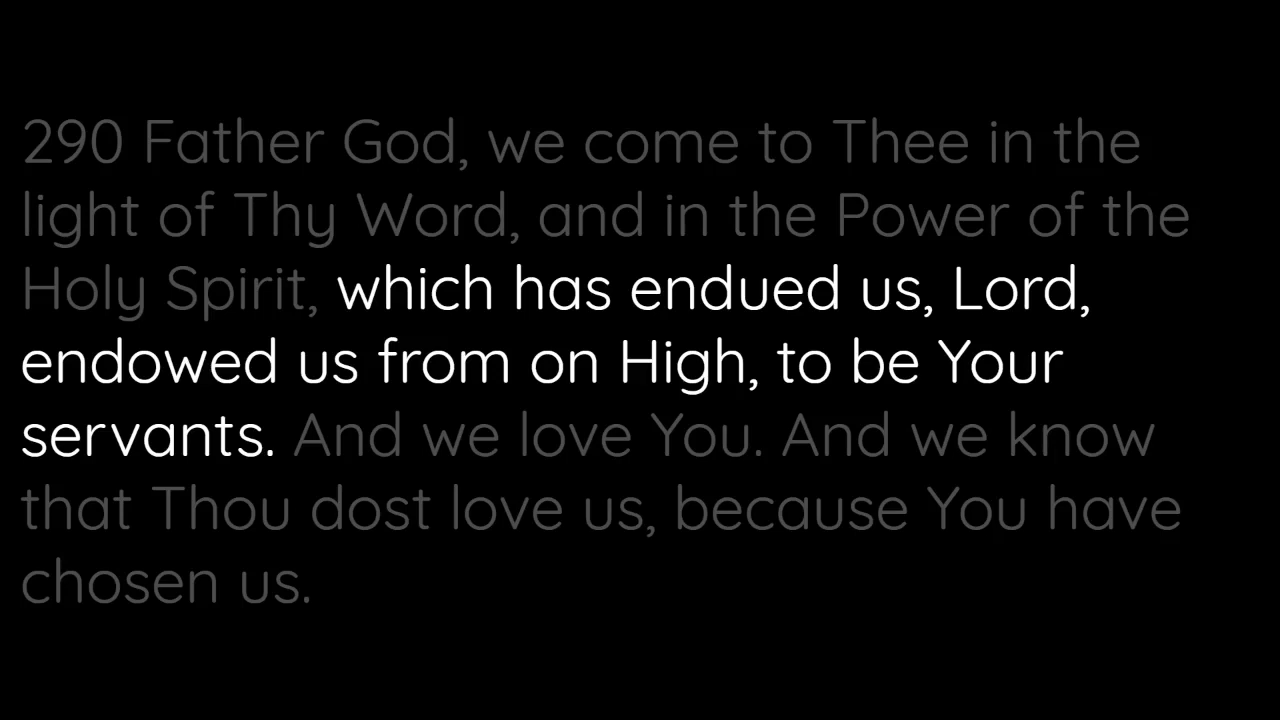 290 Father God, we come to Thee in the
light of Thy Word, and in the Power of the
Holy Spirit, which has endued us, Lord,
endowed us from on High, to be Your
servants. And we love You. And we know
that Thou dost love us, because You have
chosen us.